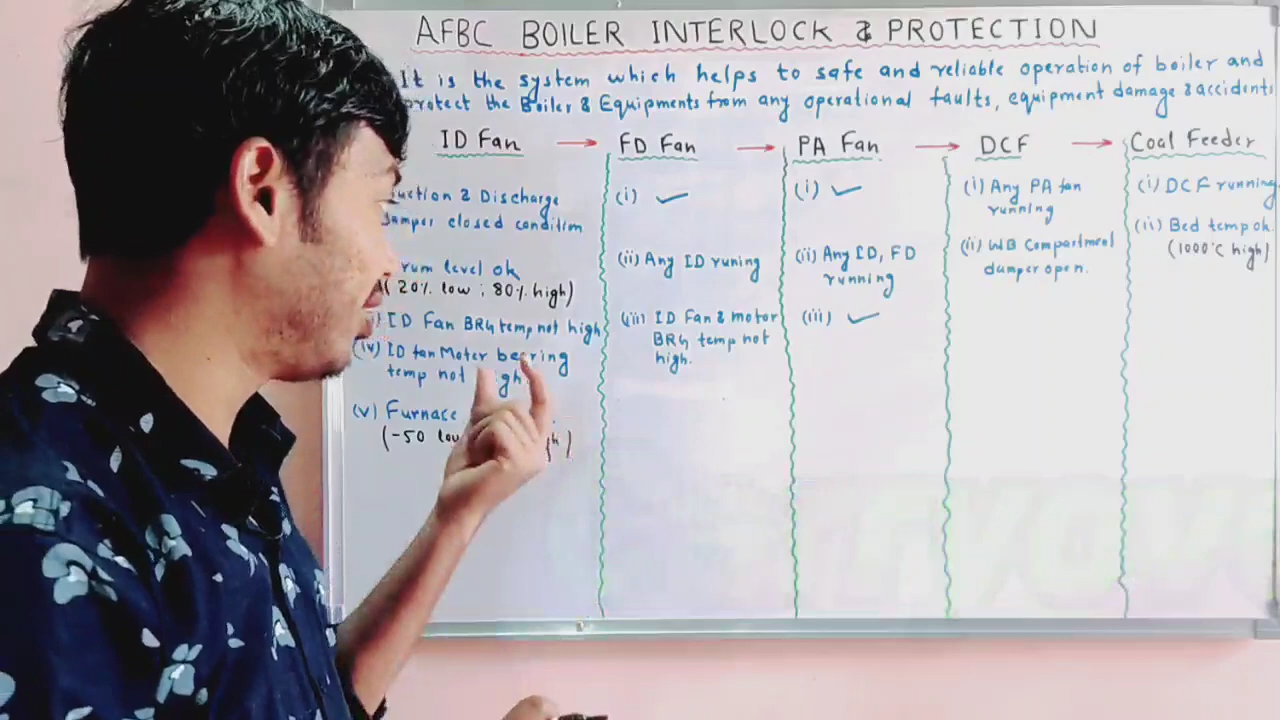 AFBC BOILER INTERLOCK & PROTECTION
It is the system which helps to safe and reliable operation of boiler and
protect the Boiler & Equipments from any operational faults, equipment damage & accidents
ID Fan → FD Fan → PA Fan → DCF → Coal Feeder
uction & Discharge
damper closed condition
rum level ok
(20% low ; 80% high)
ID Fan BRG temp not high
(iv) ID fan Moter bearing
temp not high
(v) Furnace
(-50 low
(i) ✓
(ii) Any ID runing
(iii) ID Fan & motor
BRG temp not
high.
(i) ✓
(ii) Any ID, FD
running
(iii) ✓
(i) Any PA fan
running
(ii) WB Compartment
damper open.
(i) DCF running
(ii) Bed temp ok.
(1000°C high)